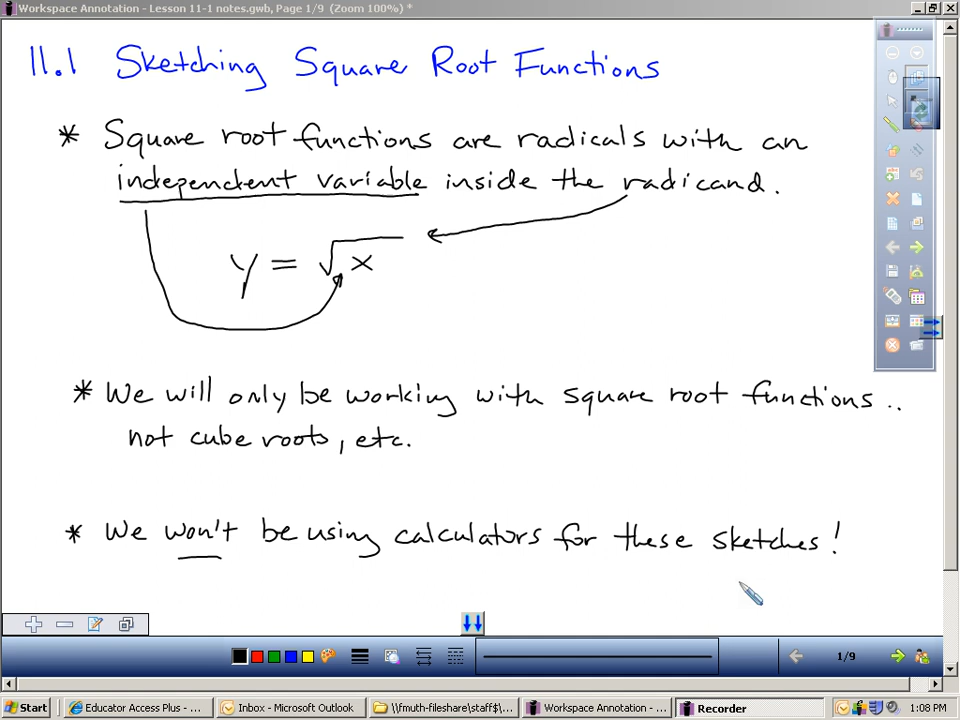 Workspace Annotation - Lesson 11-1 notes.gwb, Page 1/9 (Zoom 100%) *
11.1 Sketching Square Root Functions
* Square root functions are radicals with an
independent variable inside the radicand.
y = √x
* We will only be working with square root functions..
not cube roots, etc.
* We won't be using calculators for these sketches!
1/9
Start
Educator Access Plus - ...
Inbox - Microsoft Outlook
\\fmuth-fileshare\staff$\...
Workspace Annotation - ...
Recorder
1:08 PM